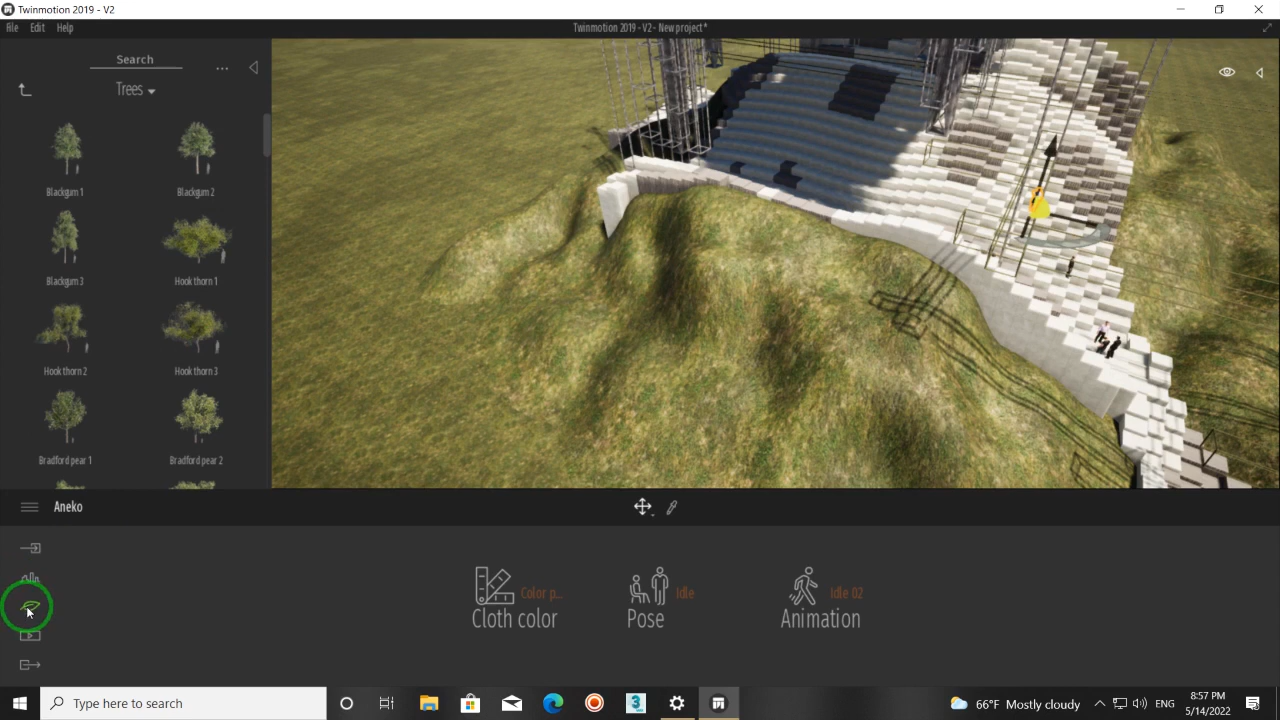 Twinmotion 2019 - V2
File Edit Help
Twinmotion 2019 - V2 - New project*
Search
...
Trees
Blackgum 1
Blackgum 2
Blackgum 3
Hook thorn 1
Hook thorn 2
Hook thorn 3
Bradford pear 1
Bradford pear 2
Aneko
Color p...
Cloth color
Idle
Pose
Idle 02
Animation
Type here to search
3
66°F Mostly cloudy
ENG
8:57 PM
5/14/2022